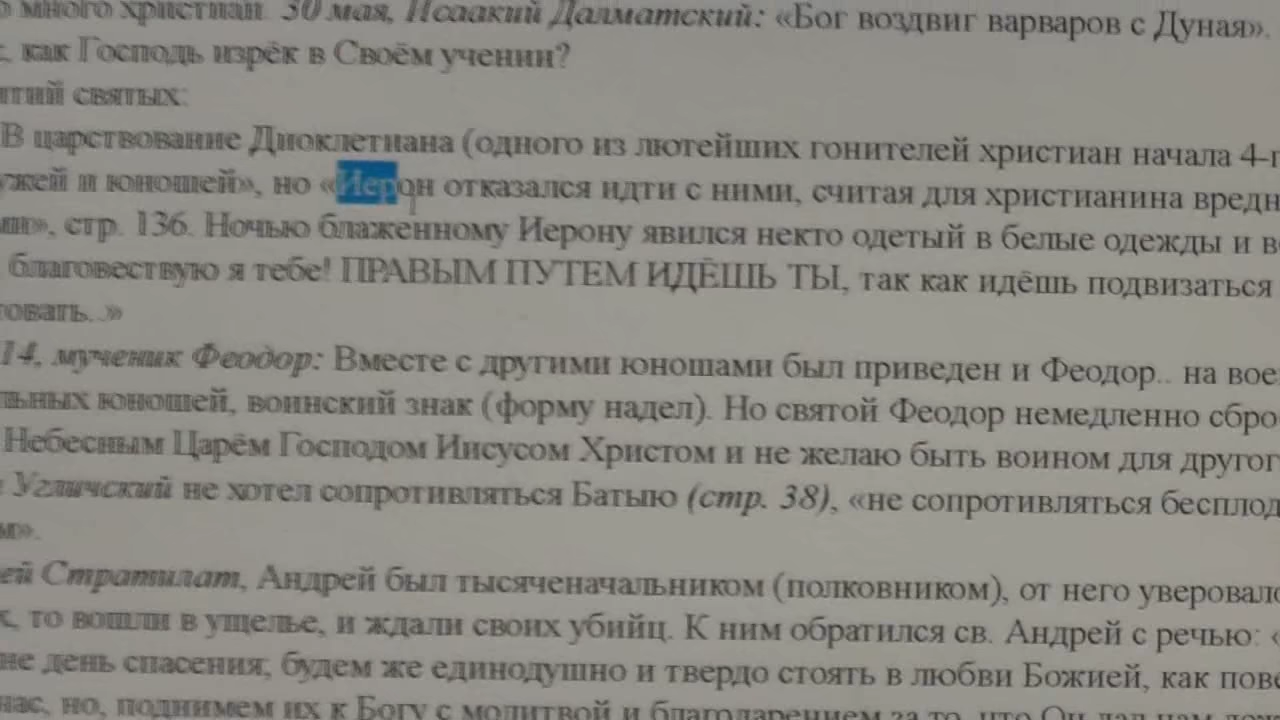 много христиан. 30 мая, Исаакий Далматский: «Бог воздвиг варваров с Дуная».
как Господь изрёк в Своём учении?
святых:
В царствование Диоклетиана (одного из лютейших гонителей христиан начала 4-г
ужей и юношей», но «Иерон отказался идти с ними, считая для христианина вредн
стр. 136. Ночью блаженному Иерону явился некто одетый в белые одежды и в
благовествую я тебе! ПРАВЫМ ПУТЕМ ИДЁШЬ ТЫ, так как идёшь подвизаться
овать..»
14, мученик Феодор: Вместе с другими юношами был приведен и Феодор.. на вое
льных юношей, воинский знак (форму надел). Но святой Феодор немедленно сбро
Небесным Царём Господом Иисусом Христом и не желаю быть воином для другог
Угличский не хотел сопротивляться Батыю (стр. 38), «не сопротивляться бесплод
м».
ей Стратилат, Андрей был тысяченачальником (полковником), от него уверовало
то вошли в ущелье, и ждали своих убийц. К ним обратился св. Андрей с речью: «
не день спасения; будем же единодушно и твердо стоять в любви Божией, как пове
нас, но, поднимем их к Богу с молитвой и благодарением за то, что Он дал нам